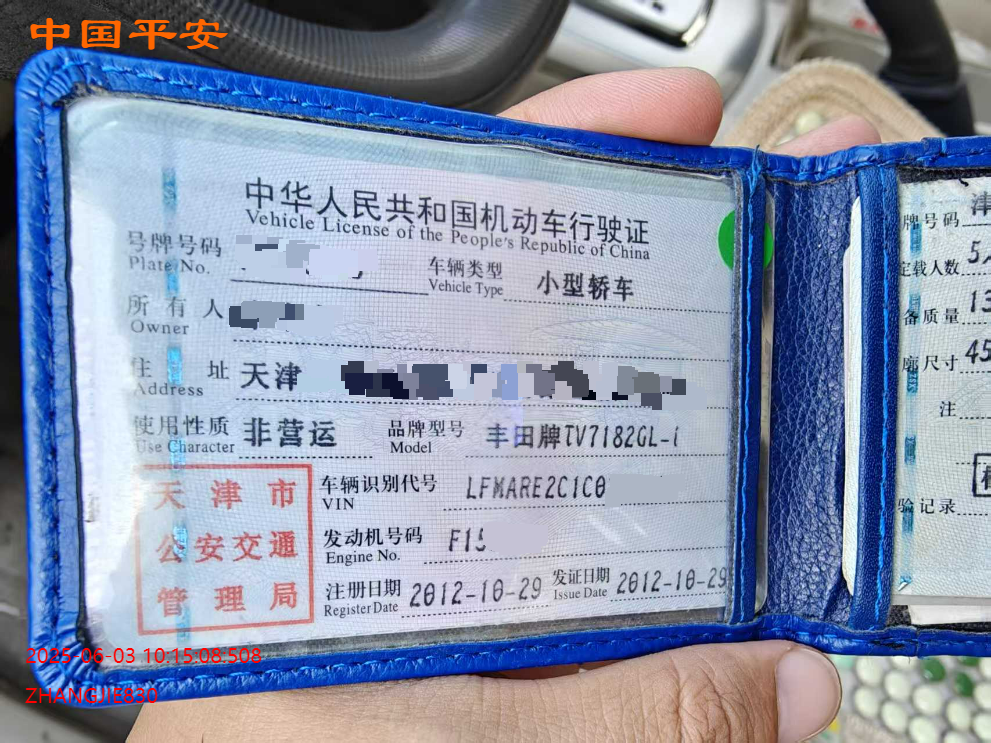 中国平安
中华人民共和国机动车行驶证
Vehicle License of the People's Republic of China
号牌号码
Plate No.
车辆类型 小型轿车
Vehicle Type
所有人
Owner
住址 天津
Address
使用性质 非营运
Use Character
品牌型号 丰田牌TV7182GL-i
Model
天津市
公安交通
管理局
车辆识别代号 LFMARE2C1C0
VIN
发动机号码 F15
Engine No.
注册日期 2012-10-29
Register Date
发证日期 2012-10-29
Issue Date
牌号码 津
定载人数 5
备质量 13
廓尺寸 45
注
验记录
2025-06-03 10:15:08:508
ZHANGJIE830